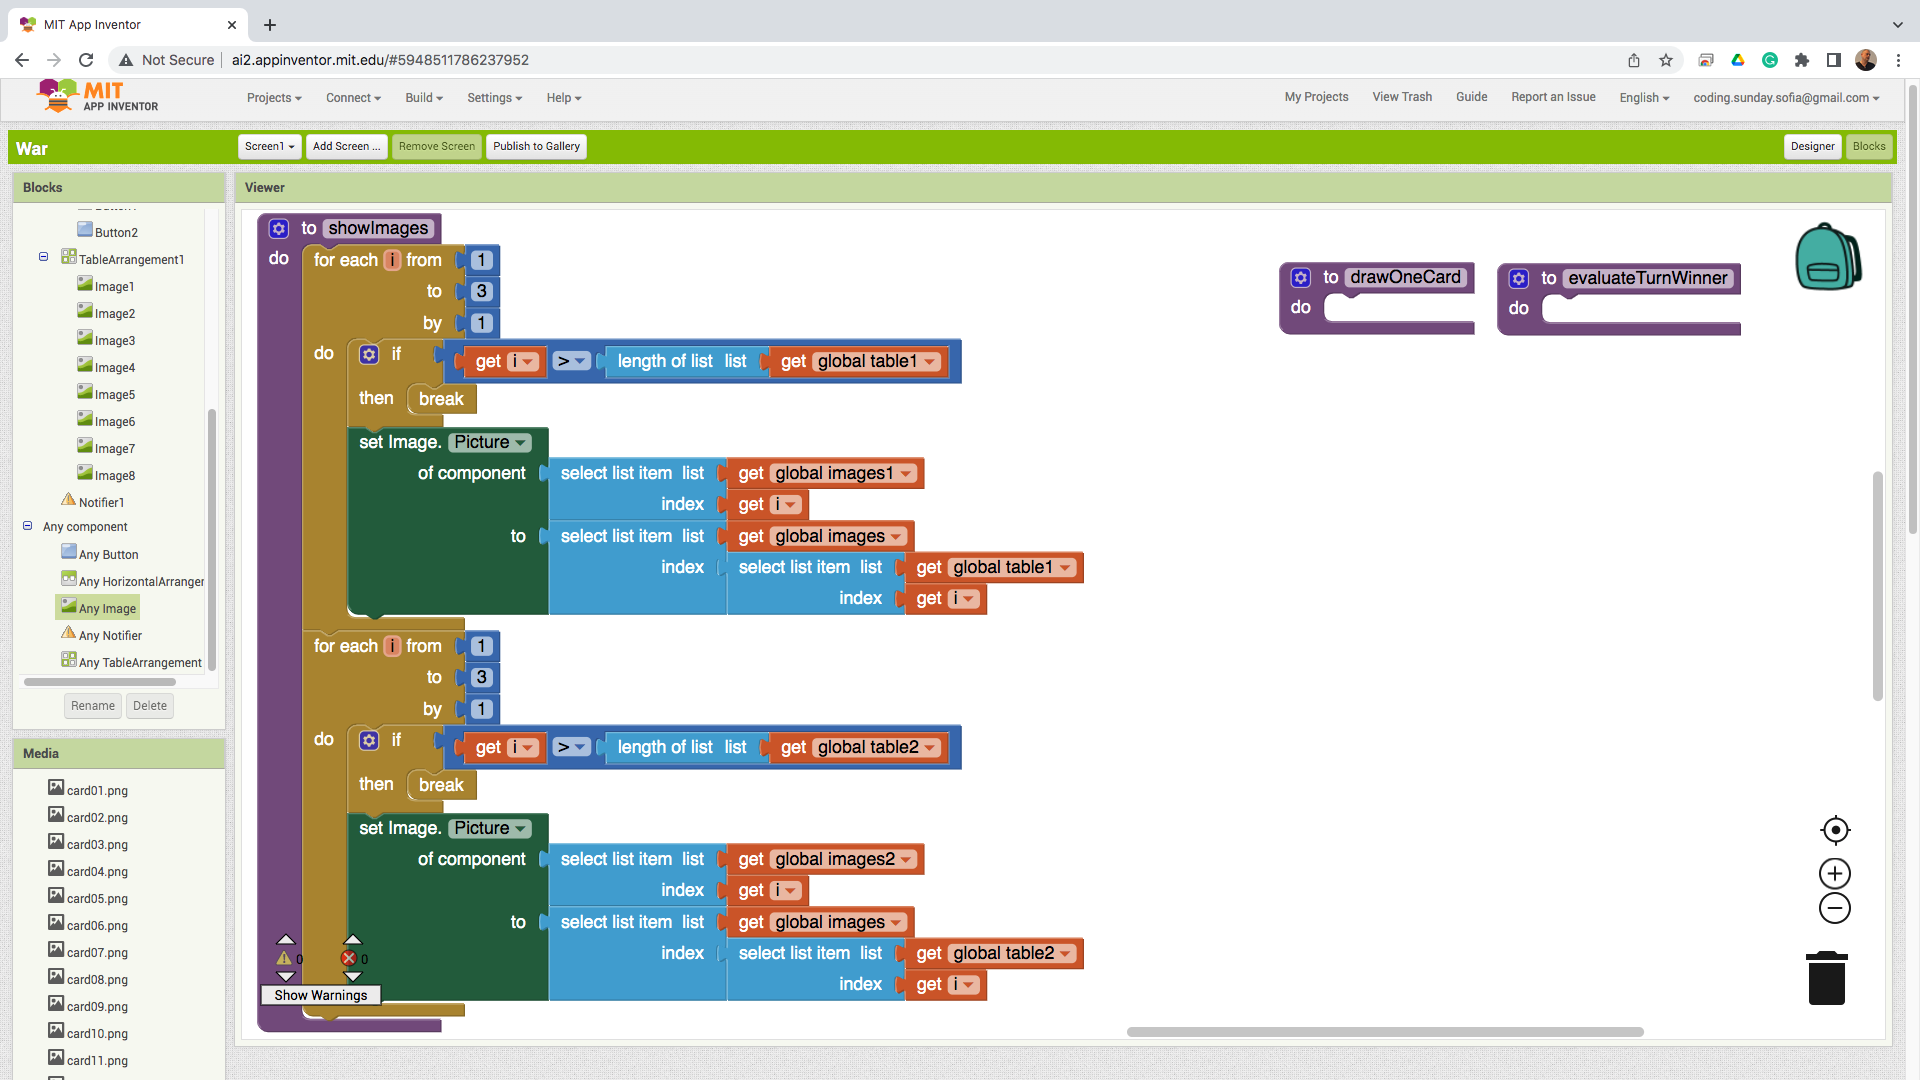 MIT App Inventor
Not Secure
ai2.appinventor.mit.edu/#5948511786237952
MIT
APP INVENTOR
Projects
Connect
Build
Settings
Help
My Projects
View Trash
Guide
Report an Issue
English
coding.sunday.sofia@gmail.com
War
Screen1
Add Screen ...
Remove Screen
Publish to Gallery
Designer
Blocks
Blocks
Button2
TableArrangement1
Image1
Image2
Image3
Image4
Image5
Image6
Image7
Image8
Notifier1
Any component
Any Button
Any HorizontalArranger
Any Image
Any Notifier
Any TableArrangement
Rename
Delete
Media
card01.png
card02.png
card03.png
card04.png
card05.png
card06.png
card07.png
card08.png
card09.png
card10.png
card11.png
Viewer
to showImages
do for each i from 1
to 3
by 1
do if get i > length of list list get global table1
then break
set Image. Picture
of component select list item list get global images1
index get i
to select list item list get global images
index select list item list get global table1
index get i
for each i from 1
to 3
by 1
do if get i > length of list list get global table2
then break
set Image. Picture
of component select list item list get global images2
index get i
to select list item list get global images
index select list item list get global table2
index get i
0 0
Show Warnings
to drawOneCard
do
to evaluateTurnWinner
do